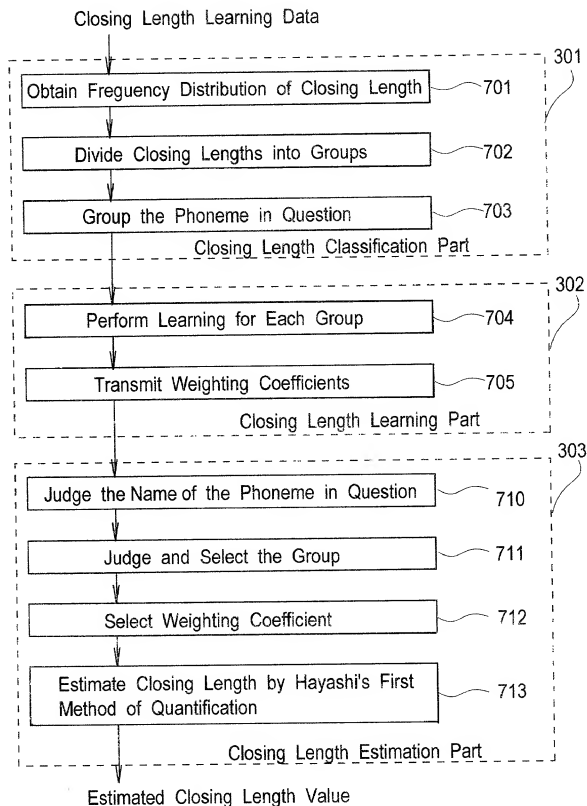 Closing Length Learning Data
301
Obtain Freguency Distribution of Closing Length
701
Divide Closing Lengths into Groups
702
Group the Phoneme in Question
703
Closing Length Classification Part
302
Perform Learning for Each Group
704
Transmit Weighting Coefficients
705
Closing Length Learning Part
303
Judge the Name of the Phoneme in Question
710
Judge and Select the Group
711
Select Weighting Coefficient
712
Estimate Closing Length by Hayashi's First
Method of Quantification
713
Closing Length Estimation Part
Estimated Closing Length Value